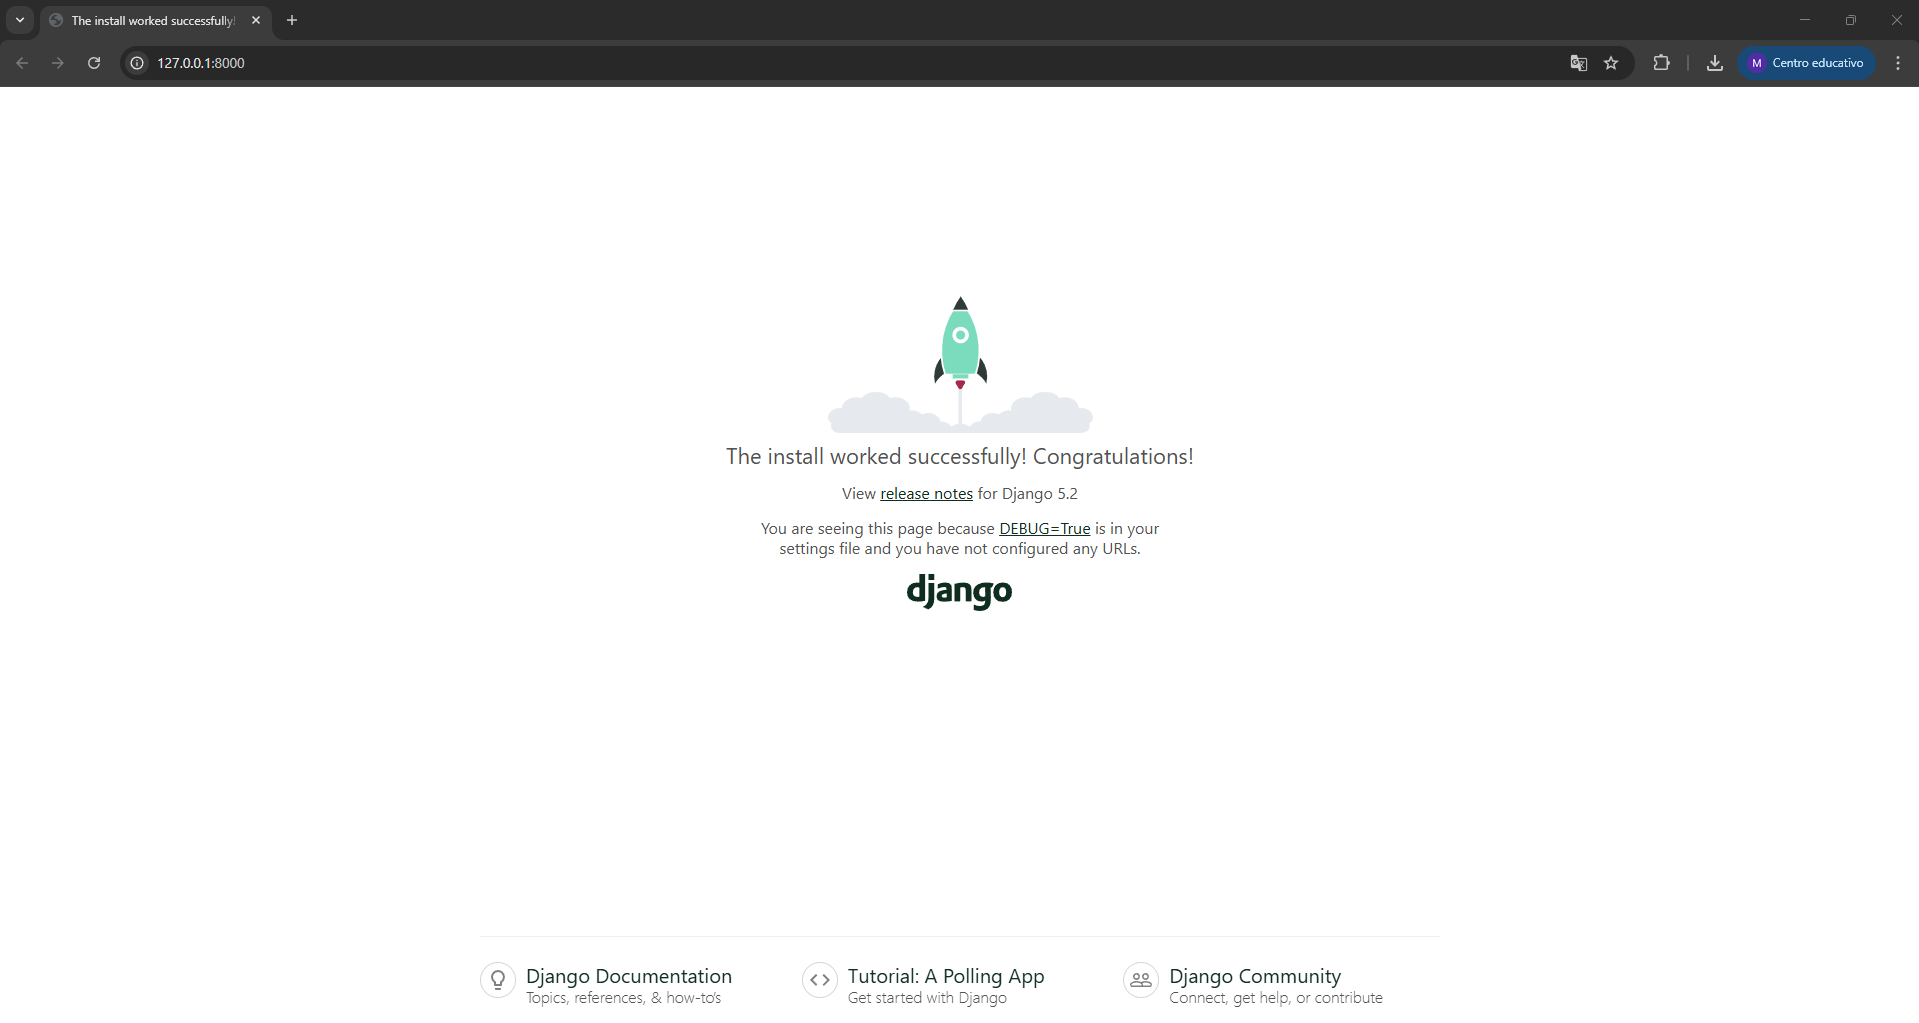 The install worked successfully!
127.0.0.1:8000
M Centro educativo
The install worked successfully! Congratulations!
View release notes for Django 5.2
You are seeing this page because DEBUG=True is in your
settings file and you have not configured any URLs.
django
Django Documentation
Topics, references, & how-to's
Tutorial: A Polling App
Get started with Django
Django Community
Connect, get help, or contribute